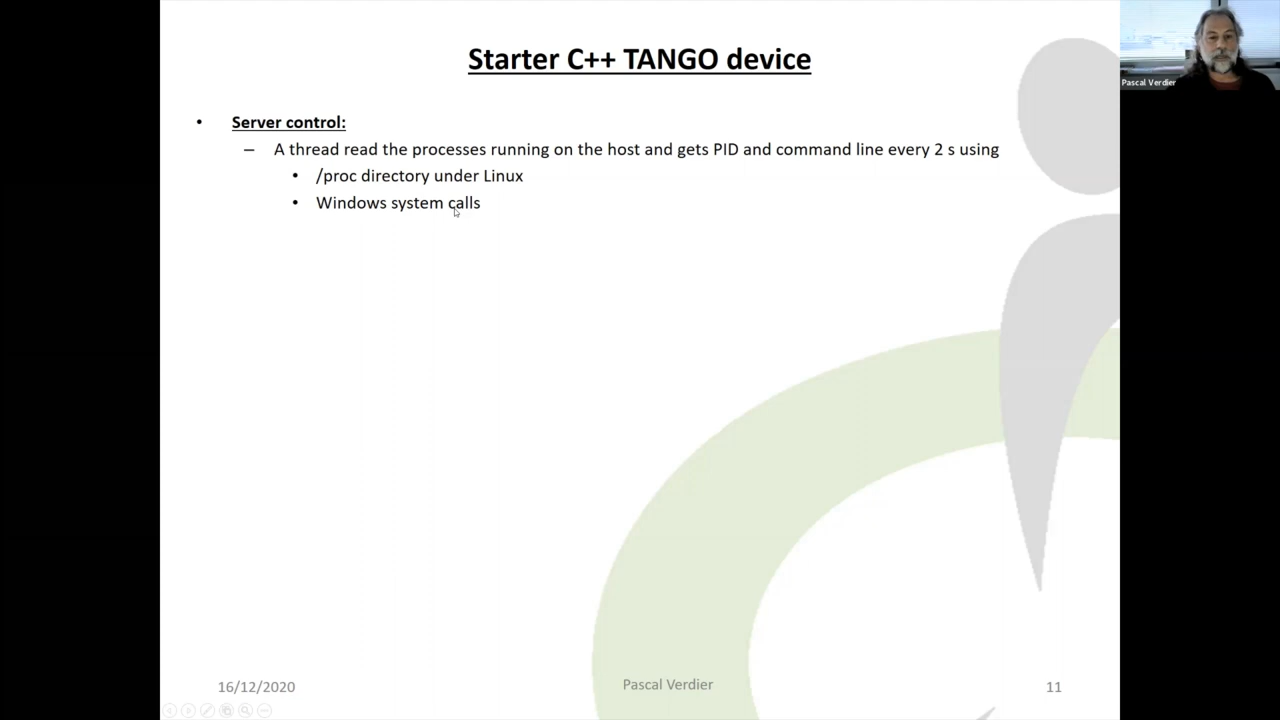 Starter C++ TANGO device
Pascal Verdier
• Server control:
– A thread read the processes running on the host and gets PID and command line every 2 s using
• /proc directory under Linux
• Windows system calls
16/12/2020
Pascal Verdier
11